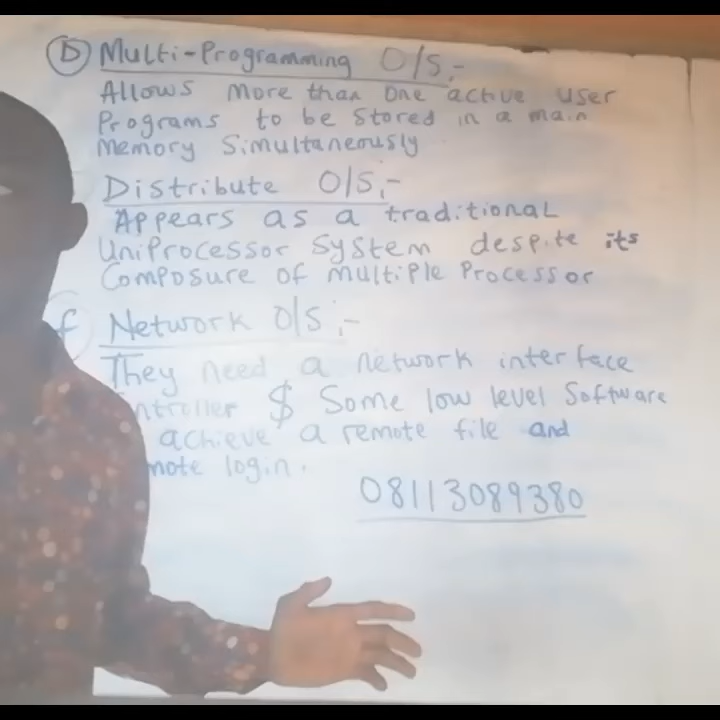 D Multi-Programming O/S;-
Allows more than one active user
Programs to be stored in a main
Memory Simultaneously
Distribute O/S;-
Appears as a traditional
UniProcessor System despite its
Composure of multiple Processor
f Network O/S;-
They need a network interface
ntroller $ Some low level Software
achieve a remote file and
mote login.
08113089380